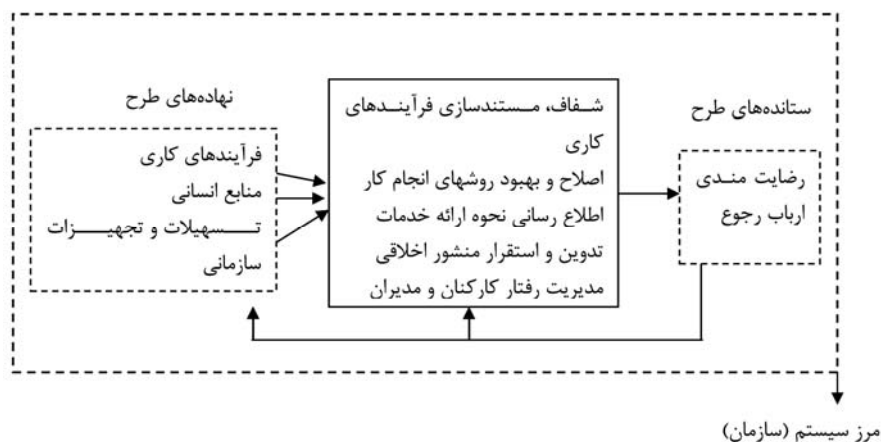 نهاده‌های طرح
فرآیندهای کاری
منابع انسانی
تسهیلات و تجهیزات
سازمانی
شفاف، مستندسازی فرآیندهای
کاری
اصلاح و بهبود روشهای انجام کار
اطلاع رسانی نحوه ارائه خدمات
تدوین و استقرار منشور اخلاقی
مدیریت رفتار کارکنان و مدیران
ستانده‌های طرح
رضایت مندی
ارباب رجوع
مرز سیستم (سازمان)